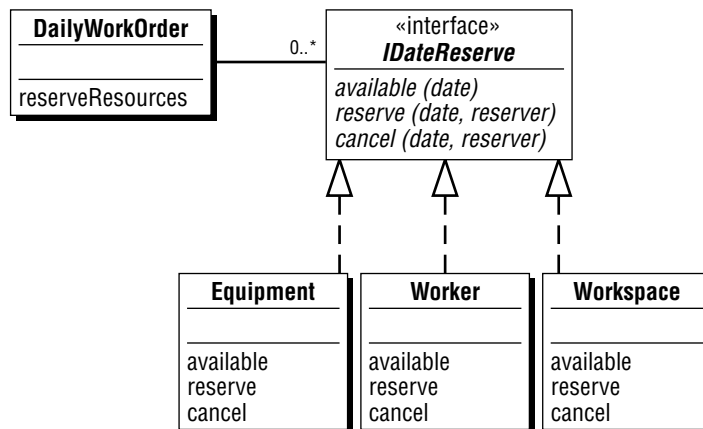 DailyWorkOrder
reserveResources
0..*
«interface»
IDateReserve
available (date)
reserve (date, reserver)
cancel (date, reserver)
Equipment
available
reserve
cancel
Worker
available
reserve
cancel
Workspace
available
reserve
cancel